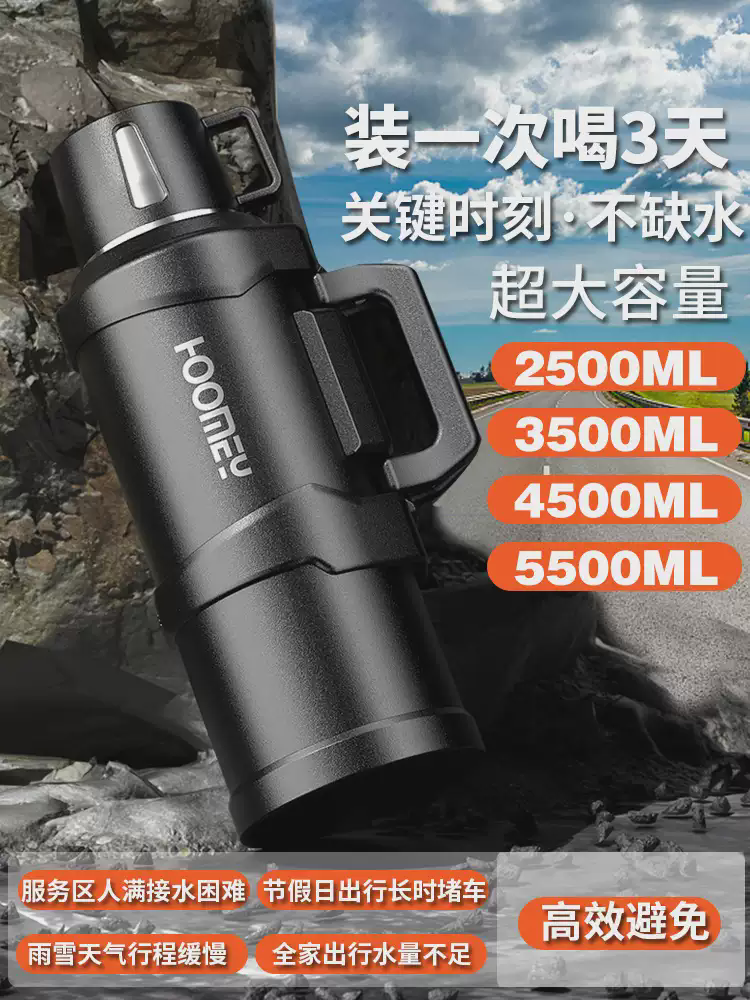 装一次喝3天
关键时刻·不缺水
超大容量
2500ML
3500ML
4500ML
5500ML
HOOMEY
服务区人满接水困难
节假日出行长时堵车
雨雪天气行程缓慢
全家出行水量不足
高效避免